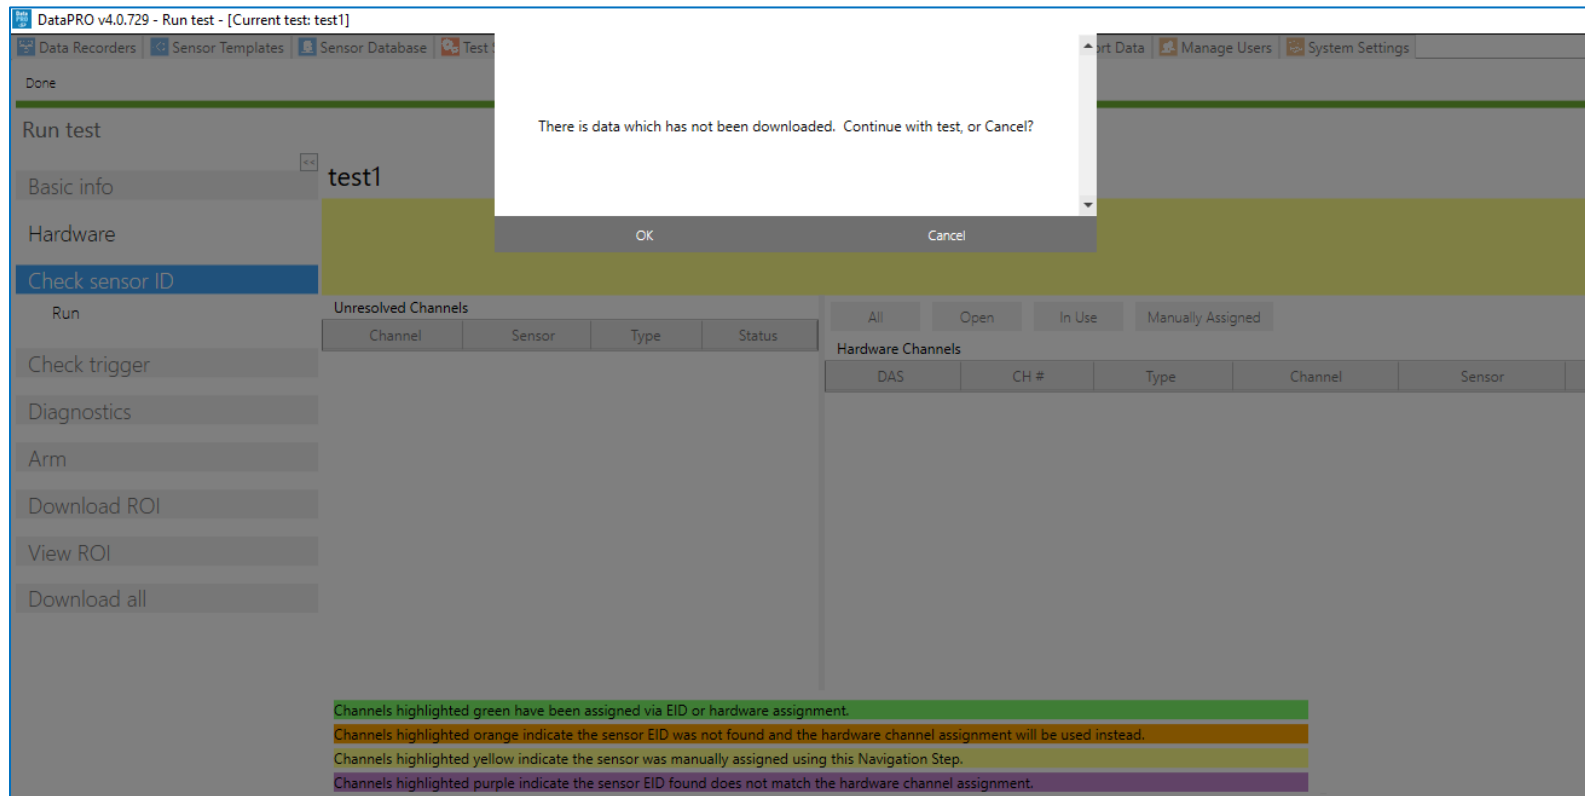 DataPRO v4.0.729 - Run test - [Current test: test1]
Data Recorders Sensor Templates Sensor Database Test Data Manage Users System Settings
Done
Run test
There is data which has not been downloaded. Continue with test, or Cancel?
OK Cancel
<<
test1
Basic info
Hardware
Check sensor ID
Run
Check trigger
Diagnostics
Arm
Download ROI
View ROI
Download all
Unresolved Channels
Channel Sensor Type Status
All Open In Use Manually Assigned
Hardware Channels
DAS CH # Type Channel Sensor
Channels highlighted green have been assigned via EID or hardware assignment.
Channels highlighted orange indicate the sensor EID was not found and the hardware channel assignment will be used instead.
Channels highlighted yellow indicate the sensor was manually assigned using this Navigation Step.
Channels highlighted purple indicate the sensor EID found does not match the hardware channel assignment.